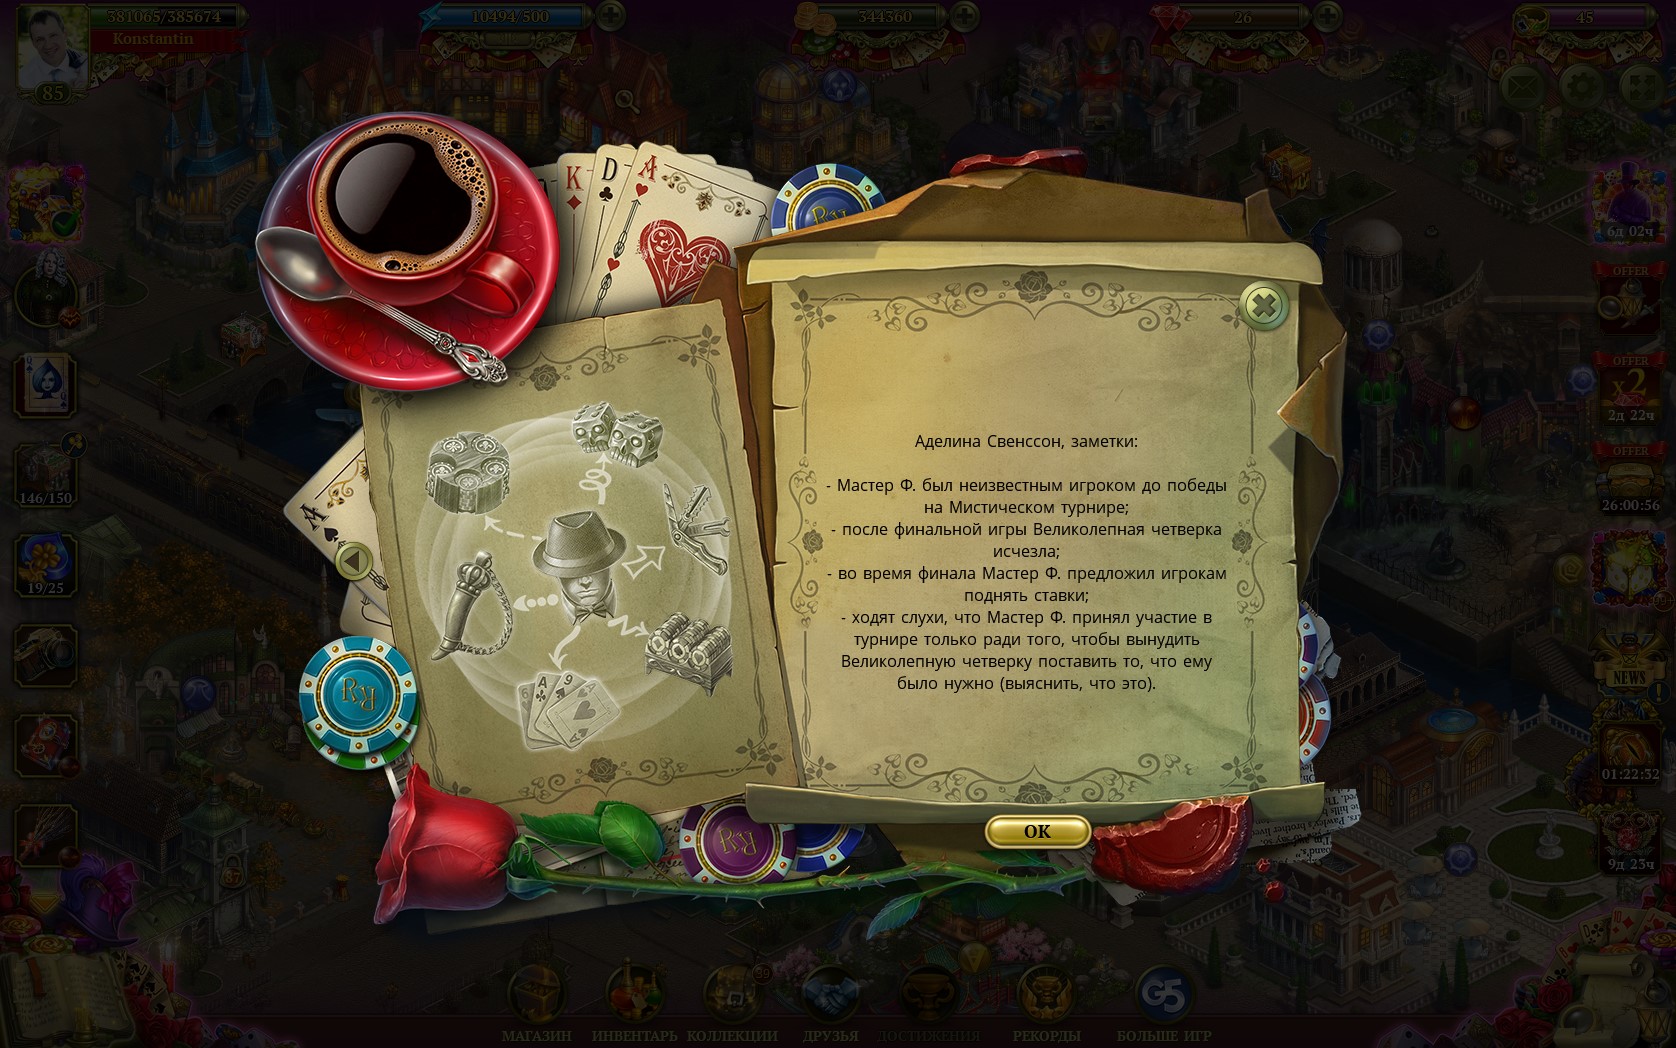 381065/385674
10494/500
344360
26
45
Konstantin
85
K
D
A
6д 02ч
OFFER
OFFER
x2
2д 22ч
OFFER
26:00:56
146/150
19/25
A
Аделина Свенссон, заметки:
- Мастер Ф. был неизвестным игроком до победы
на Мистическом турнире;
- после финальной игры Великолепная четверка
исчезла;
- во время финала Мастер Ф. предложил игрокам
поднять ставки;
- ходят слухи, что Мастер Ф. принял участие в
турнире только ради того, чтобы вынудить
Великолепную четверку поставить то, что ему
было нужно (выяснить, что это).
6
A
9
A
NEWS
01:22:32
OK
9д 23ч
39
G5
МАГАЗИН
ИНВЕНТАРЬ
КОЛЛЕКЦИИ
ДРУЗЬЯ
ДОСТИЖЕНИЯ
РЕКОРДЫ
БОЛЬШЕ ИГР